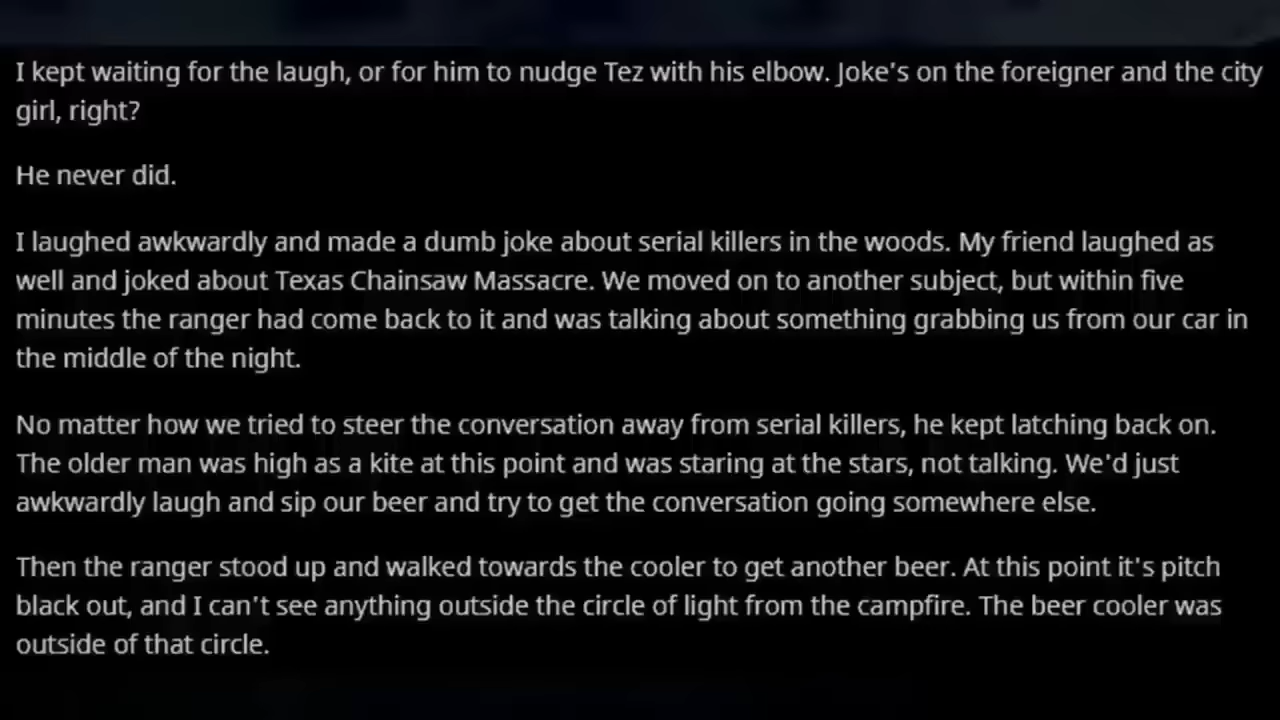 I kept waiting for the laugh, or for him to nudge Tez with his elbow. Joke's on the foreigner and the city
girl, right?
He never did.
I laughed awkwardly and made a dumb joke about serial killers in the woods. My friend laughed as
well and joked about Texas Chainsaw Massacre. We moved on to another subject, but within five
minutes the ranger had come back to it and was talking about something grabbing us from our car in
the middle of the night.
No matter how we tried to steer the conversation away from serial killers, he kept latching back on.
The older man was high as a kite at this point and was staring at the stars, not talking. We'd just
awkwardly laugh and sip our beer and try to get the conversation going somewhere else.
Then the ranger stood up and walked towards the cooler to get another beer. At this point it's pitch
black out, and I can't see anything outside the circle of light from the campfire. The beer cooler was
outside of that circle.